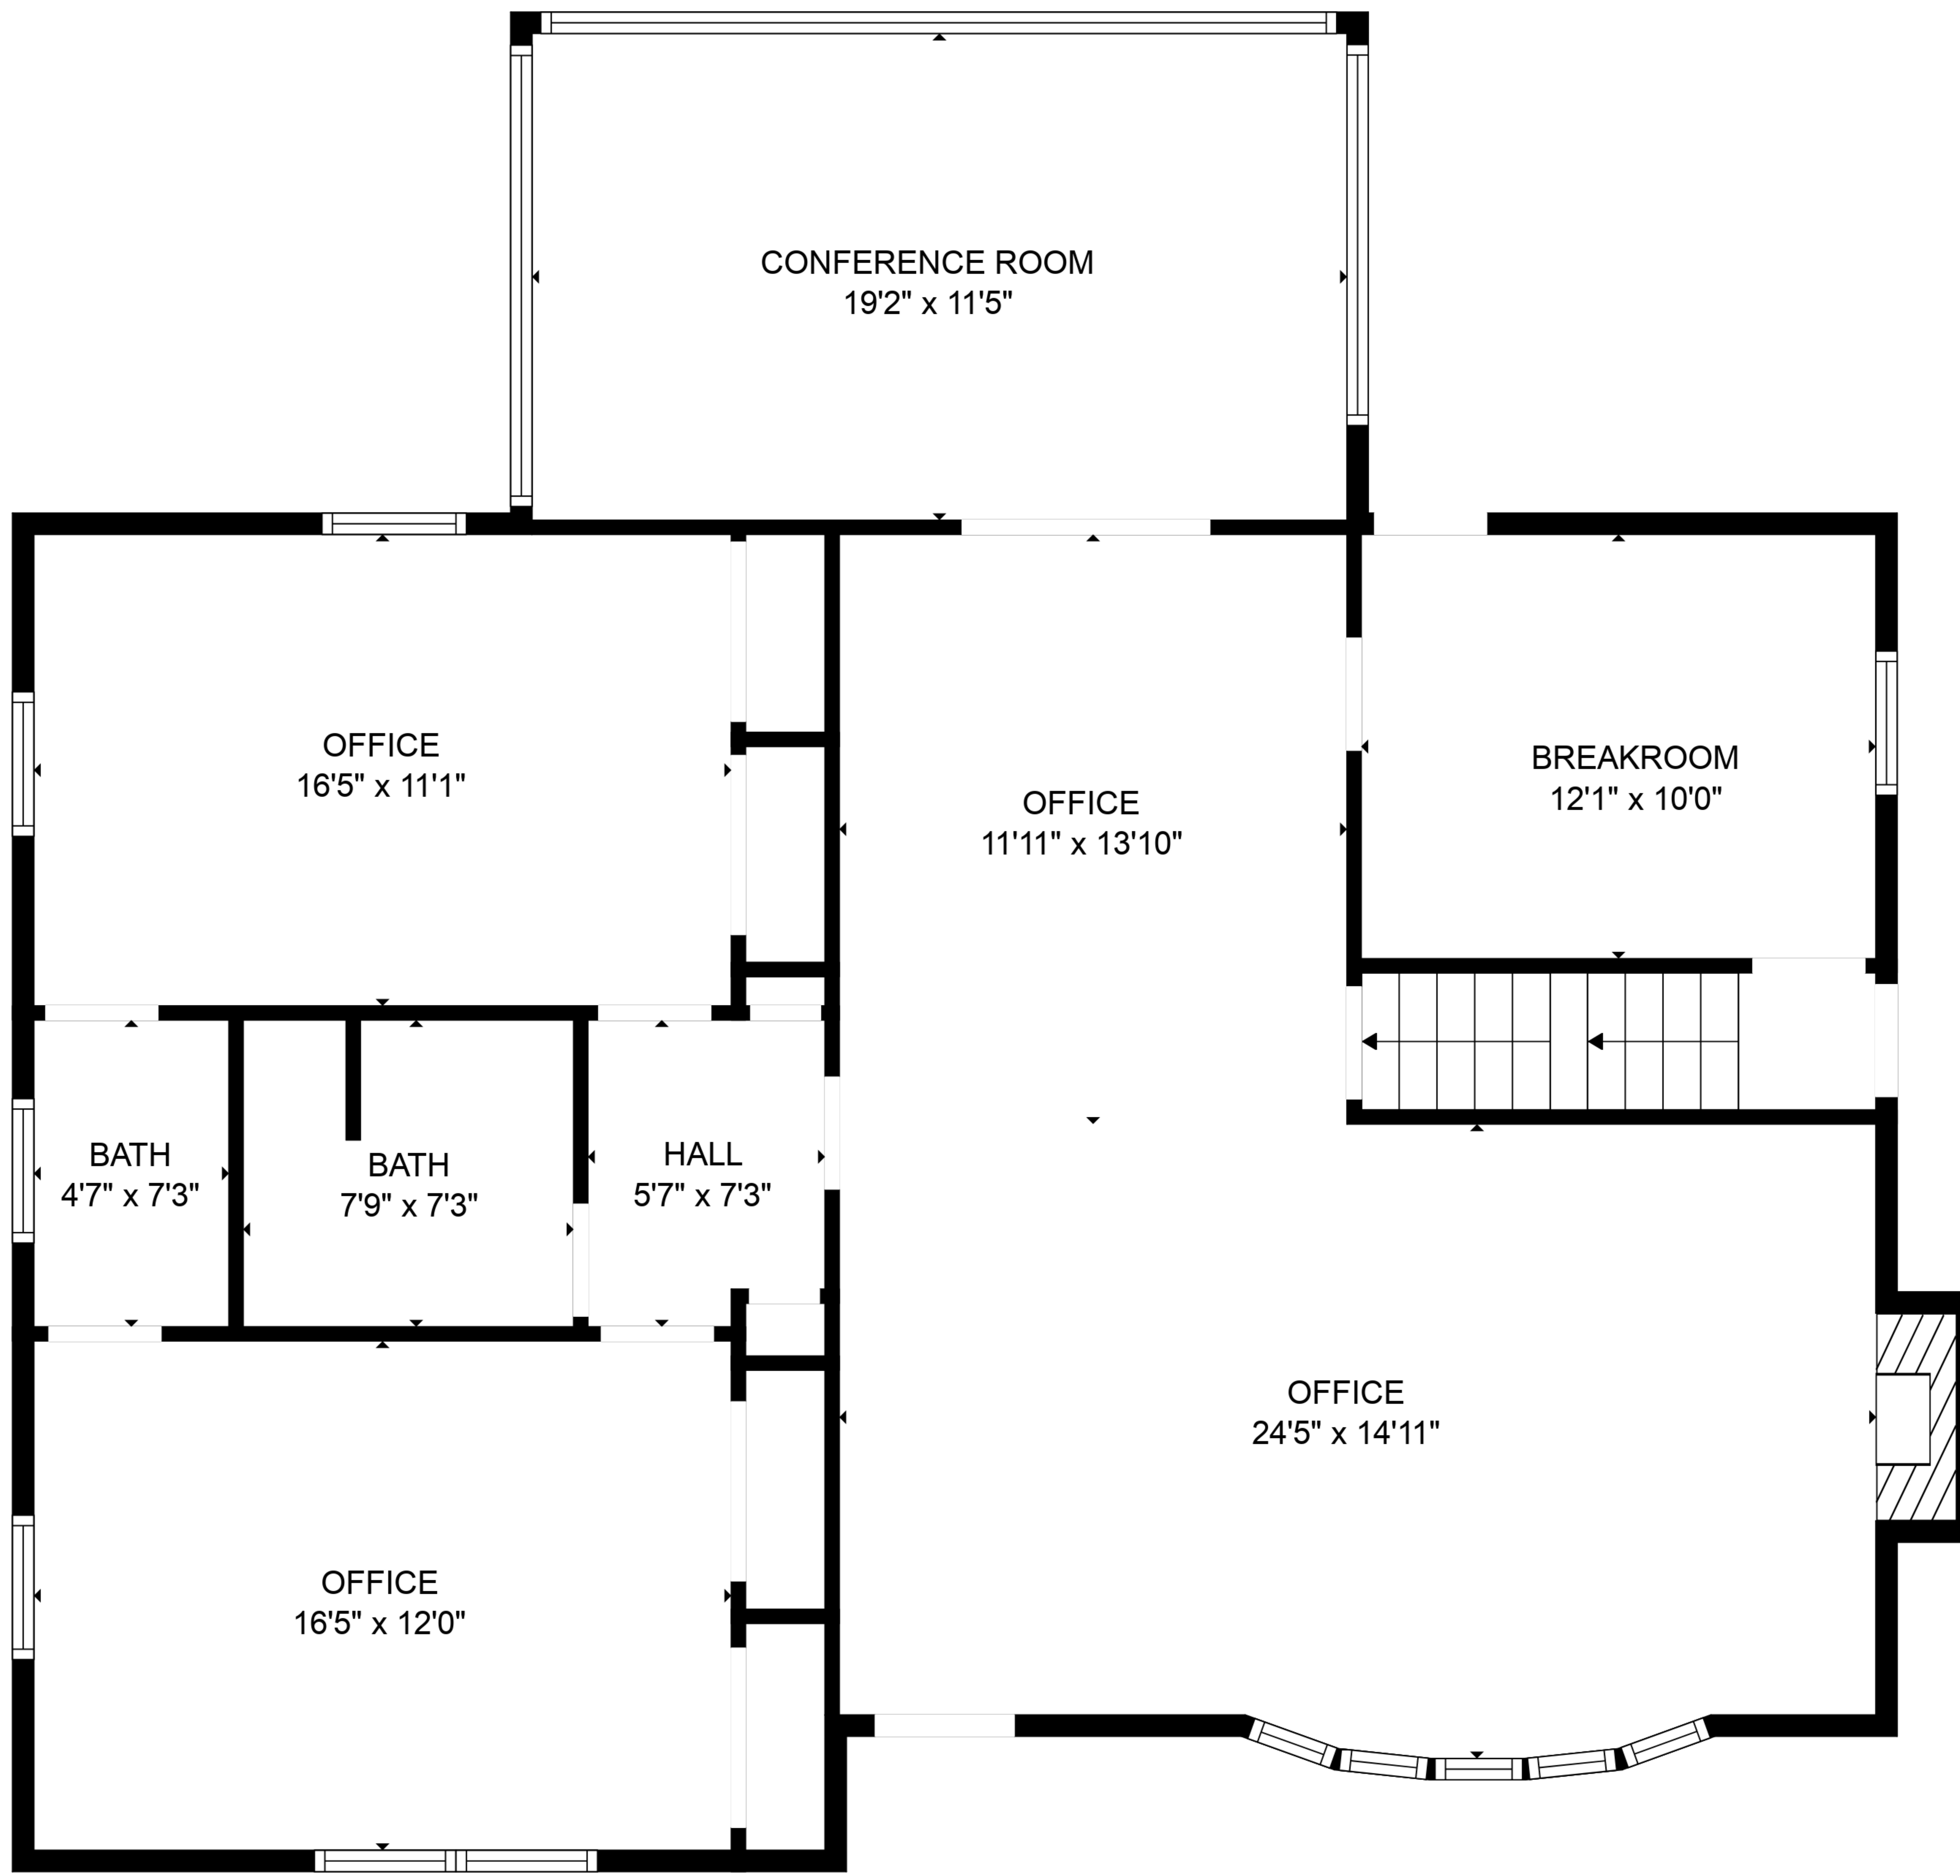 CONFERENCE ROOM
19'2" x 11'5"
OFFICE
16'5" x 11'1"
OFFICE
11'11" x 13'10"
BREAKROOM
12'1" x 10'0"
BATH
4'7" x 7'3"
BATH
7'9" x 7'3"
HALL
5'7" x 7'3"
OFFICE
24'5" x 14'11"
OFFICE
16'5" x 12'0"